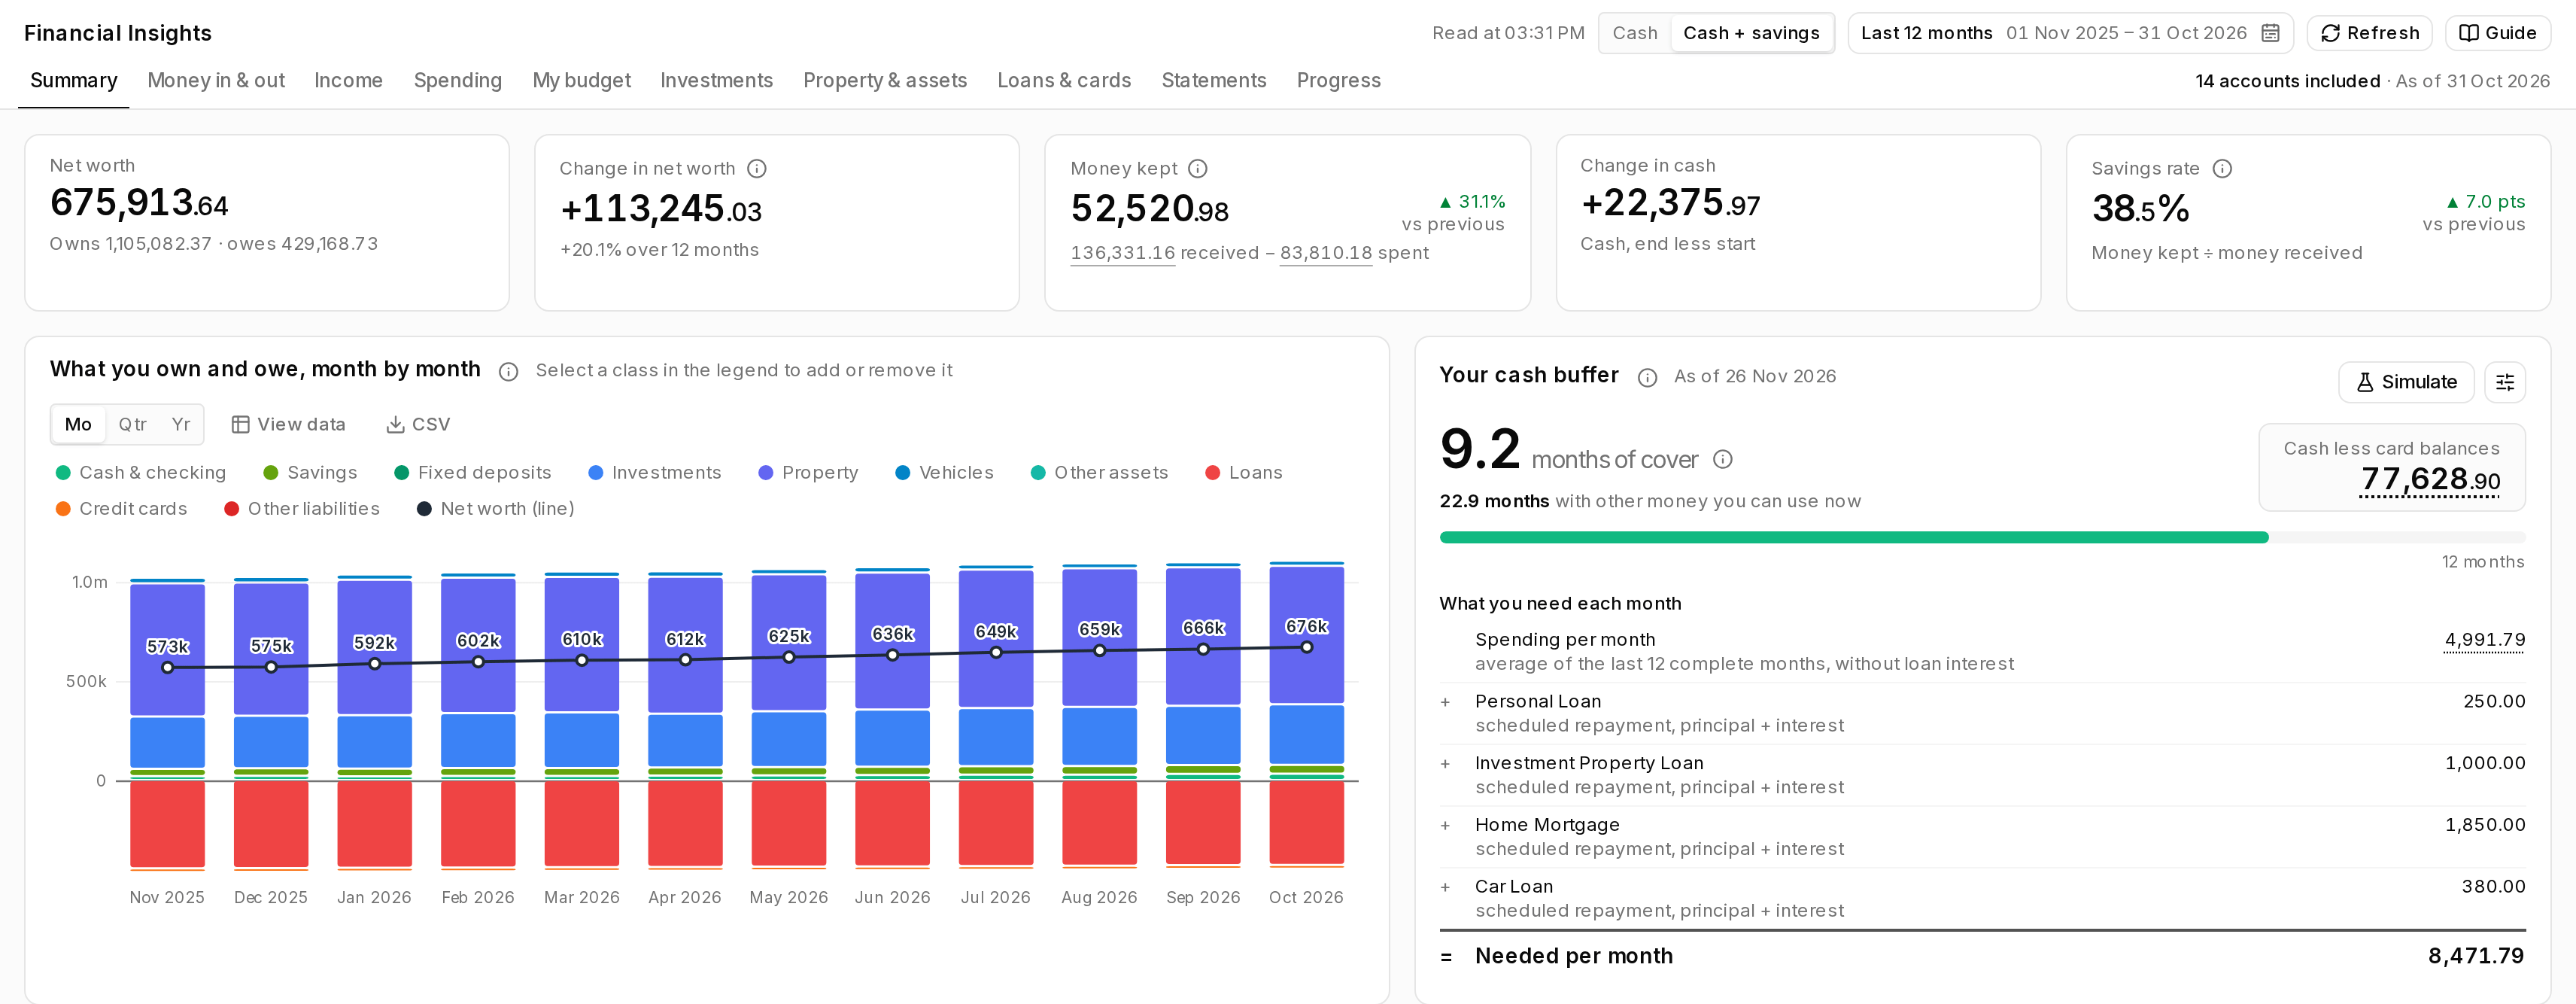 Financial Insights
Read at 03:31 PM
Cash
Cash + savings
Last 12 months 01 Nov 2025 – 31 Oct 2026
Refresh
Guide
Summary
Money in & out
Income
Spending
My budget
Investments
Property & assets
Loans & cards
Statements
Progress
14 accounts included · As of 31 Oct 2026
Net worth
675,913.64
Owns 1,105,082.37 · owes 429,168.73
Change in net worth
+113,245.03
+20.1% over 12 months
Money kept
52,520.98
▲ 31.1%
vs previous
136,331.16 received – 83,810.18 spent
Change in cash
+22,375.97
Cash, end less start
Savings rate
38.5%
▲ 7.0 pts
vs previous
Money kept ÷ money received
What you own and owe, month by month
Select a class in the legend to add or remove it
Mo
Qtr
Yr
View data
CSV
Cash & checking
Savings
Fixed deposits
Investments
Property
Vehicles
Other assets
Loans
Credit cards
Other liabilities
Net worth (line)
1.0m
500k
0
573k
575k
592k
602k
610k
612k
625k
636k
649k
659k
666k
676k
Nov 2025
Dec 2025
Jan 2026
Feb 2026
Mar 2026
Apr 2026
May 2026
Jun 2026
Jul 2026
Aug 2026
Sep 2026
Oct 2026
Your cash buffer
As of 26 Nov 2026
Simulate
9.2 months of cover
22.9 months with other money you can use now
Cash less card balances
77,628.90
12 months
What you need each month
Spending per month
4,991.79
average of the last 12 complete months, without loan interest
+ Personal Loan
250.00
scheduled repayment, principal + interest
+ Investment Property Loan
1,000.00
scheduled repayment, principal + interest
+ Home Mortgage
1,850.00
scheduled repayment, principal + interest
+ Car Loan
380.00
scheduled repayment, principal + interest
= Needed per month
8,471.79